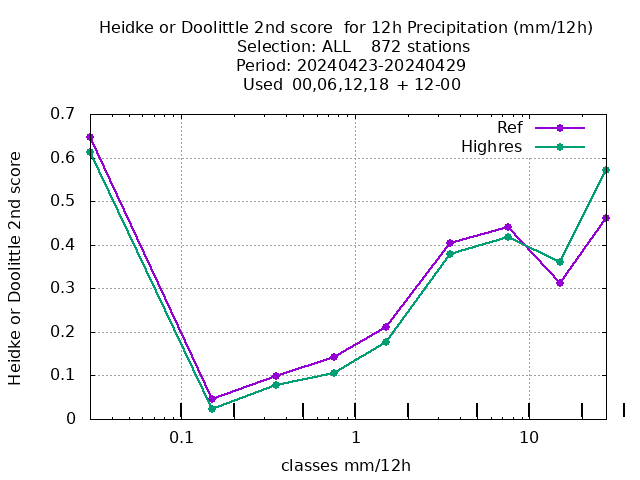 Heidke or Doolittle 2nd score  for 12h Precipitation (mm/12h)
Selection: ALL    872 stations
Period: 20240423-20240429
Used  00,06,12,18  + 12-00
Heidke or Doolittle 2nd score
0.7
0.6
0.5
0.4
0.3
0.2
0.1
0
Ref
Highres
0.1
1
10
classes mm/12h